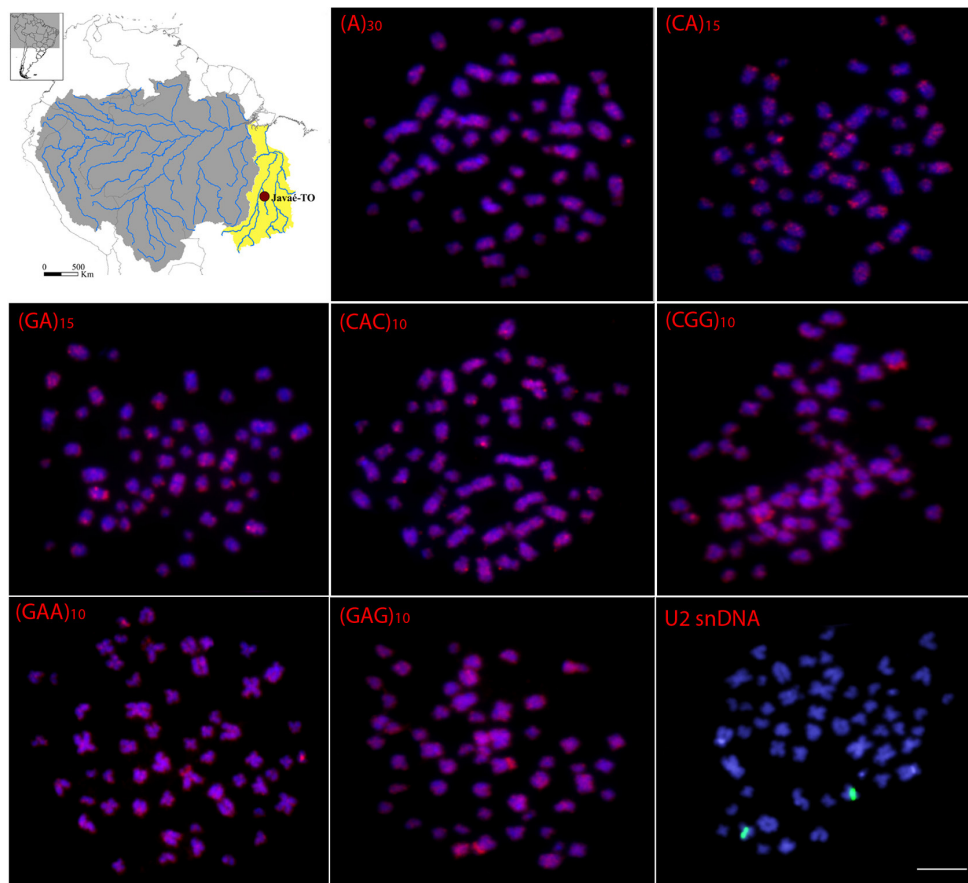 (A)30
(CA)15
Javaé-TO
0 500
Km
(GA)15
(CAC)10
(CGG)10
(GAA)10
(GAG)10
U2 snDNA